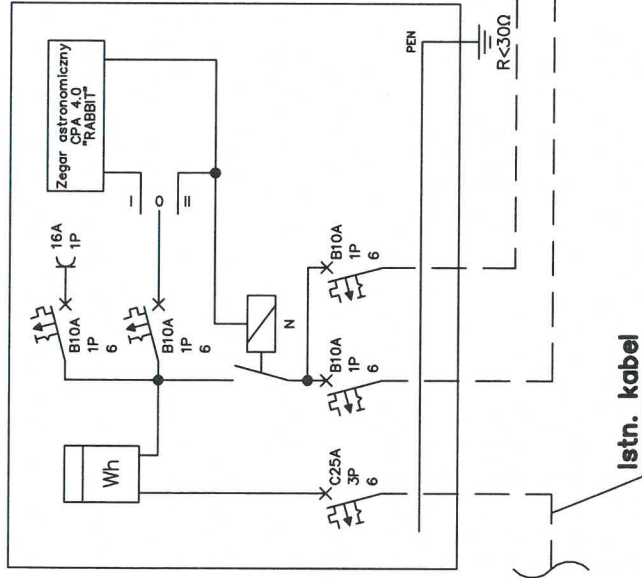 Zegar astronomiczny
CPA 4.0
"RABBIT"
I
0
II
16A
1P
B10A
1P
6
B10A
1P
6
Wh
N
B10A
1P
6
B10A
1P
6
C25A
3P
6
PEN
R<30Ω
Istn. kabel